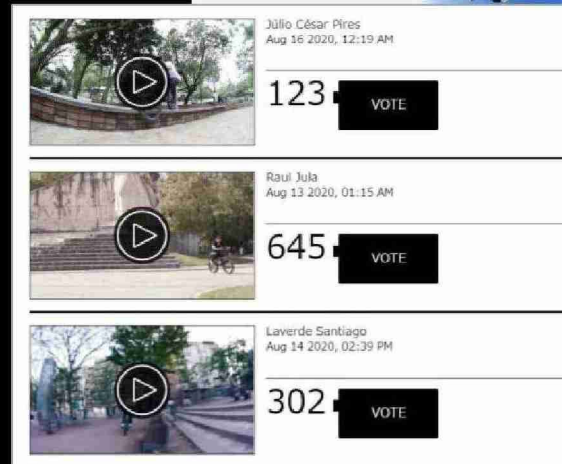 Júlio César Pires
Aug 16 2020, 12:19 AM
123
VOTE
Raul Jula
Aug 13 2020, 01:15 AM
645
VOTE
Laverde Santiago
Aug 14 2020, 02:39 PM
302
VOTE